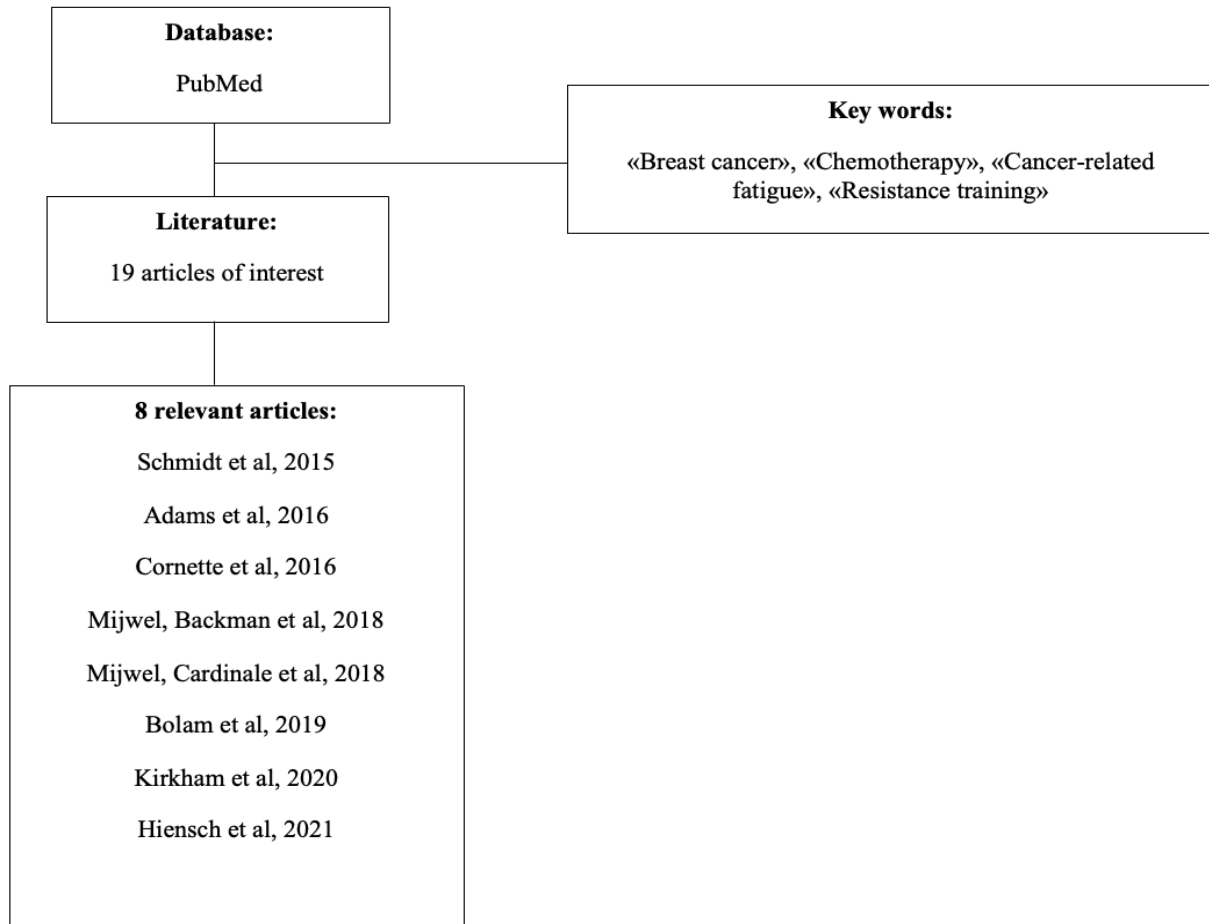 Database:
PubMed
Key words:
«Breast cancer», «Chemotherapy», «Cancer-related
fatigue», «Resistance training»
Literature:
19 articles of interest
8 relevant articles:
Schmidt et al, 2015
Adams et al, 2016
Cornette et al, 2016
Mijwel, Backman et al, 2018
Mijwel, Cardinale et al, 2018
Bolam et al, 2019
Kirkham et al, 2020
Hiensch et al, 2021